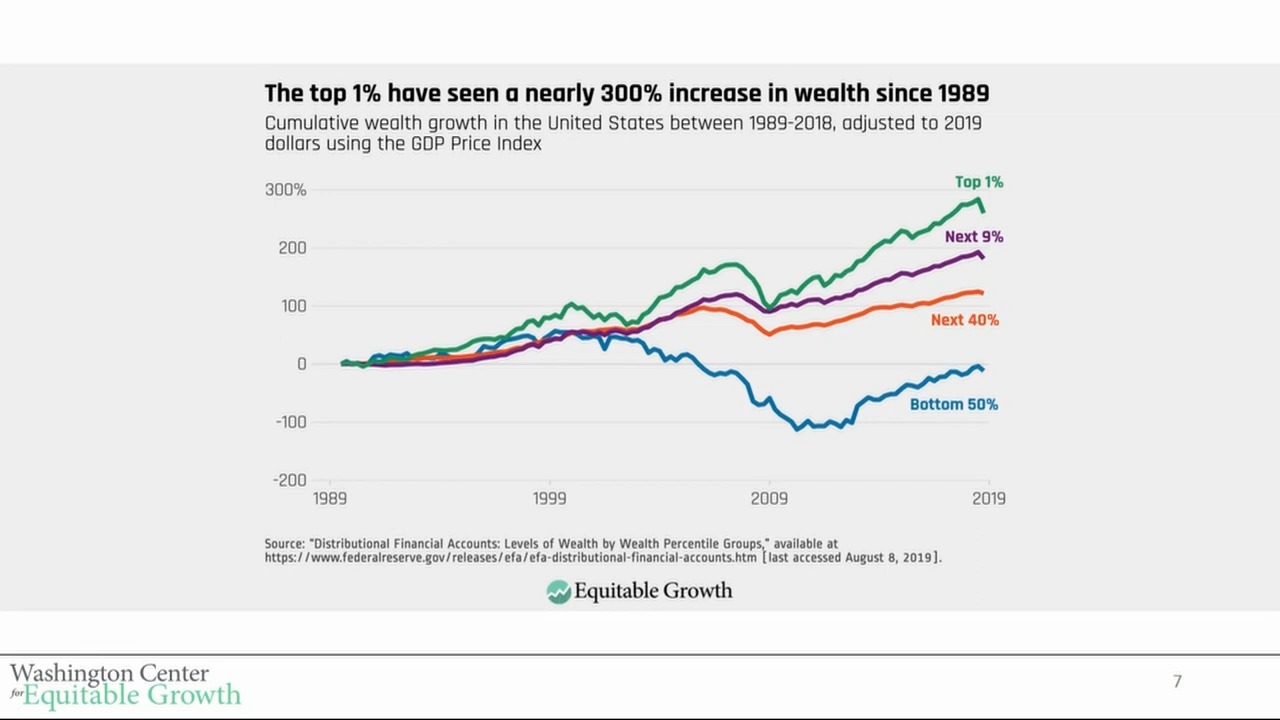 The top 1% have seen a nearly 300% increase in wealth since 1989
Cumulative wealth growth in the United States between 1989-2018, adjusted to 2019
dollars using the GDP Price Index
300%
200
100
0
-100
-200
Top 1%
Next 9%
Next 40%
Bottom 50%
1989
1999
2009
2019
Source: "Distributional Financial Accounts: Levels of Wealth by Wealth Percentile Groups," available at
https://www.federalreserve.gov/releases/efa/efa-distributional-financial-accounts.htm [last accessed August 8, 2019].
Equitable Growth
Washington Center
for Equitable Growth
7